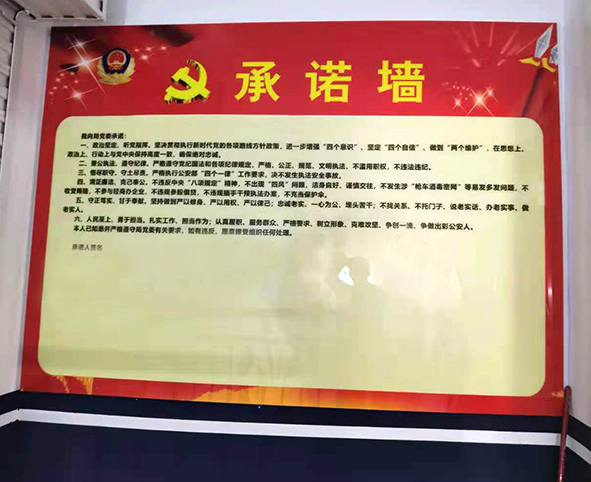 承诺墙
我向局党委承诺：
一、政治坚定，听党指挥。坚决贯彻执行新时代党的各项路线方针政策，进一步增强“四个意识”、坚定“四个自信”、做到“两个维护”，在思想上、
政治上、行动上与党中央保持高度一致，确保绝对忠诚。
二、秉公执法，遵守纪律。严格遵守党纪国法和各项纪律规定，严格、公正、规范、文明执法，不滥用职权，不违法违纪。
三、恪尽职守，守土尽责。严格执行公安部“四个一律”工作要求，决不发生执法安全事故。
四、清正廉洁，克己奉公。不违反中央“八项规定”精神，不出现“四风”问题，洁身自好、谨慎交往，不发生涉“枪车酒毒密网”等易发多发问题，不
收受贿赂，不参与经商办企业，不违规参股借贷，不违规插手干预执法办案，不充当保护伞。
五、守正笃实，甘于奉献。坚持做到严以修身、严以用权、严以律己；忠诚老实、一心为公、埋头苦干；不找关系、不托门子、说老实话、办老实事、做
老实人。
六、人民至上，勇于担当。扎实工作、担当作为；认真履职、服务群众、严格要求、树立形象、克难攻坚、争创一流、争做出彩公安人。
本人已知悉并严格遵守局党委有关要求，如有违反，愿意接受组织任何处理。
承诺人签名